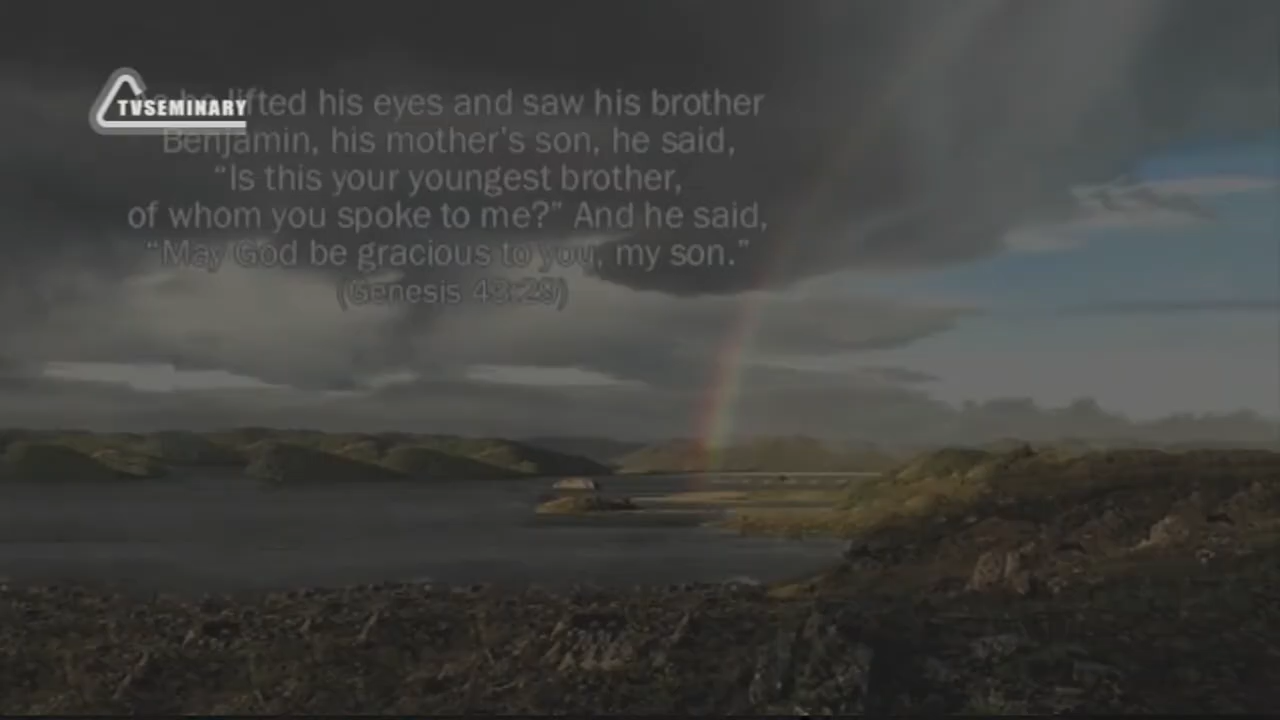 TVSEMINARY
he lifted his eyes and saw his brother
Benjamin, his mother's son, he said,
“Is this your youngest brother,
of whom you spoke to me?” And he said,
“May God be gracious to you, my son.”
(Genesis 43:29)